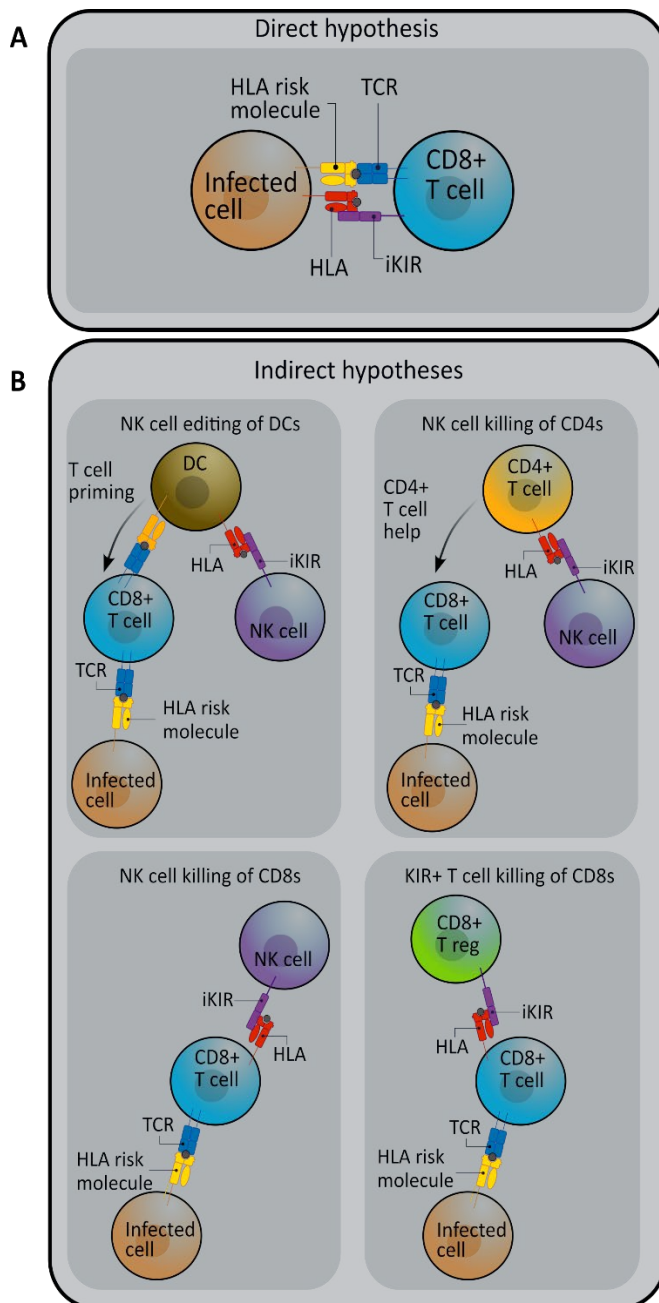 A
Direct hypothesis
HLA risk
molecule
TCR
Infected
cell
CD8+
T cell
HLA
iKIR
B
Indirect hypotheses
NK cell editing of DCs
T cell
priming
DC
HLA
iKIR
CD8+
T cell
NK cell
TCR
HLA risk
molecule
Infected
cell
NK cell killing of CD4s
CD4+
T cell
CD4+
T cell
help
HLA
iKIR
CD8+
T cell
NK cell
TCR
HLA risk
molecule
Infected
cell
NK cell killing of CD8s
NK cell
iKIR
HLA
CD8+
T cell
TCR
HLA risk
molecule
Infected
cell
KIR+ T cell killing of CD8s
CD8+
T reg
iKIR
HLA
CD8+
T cell
TCR
HLA risk
molecule
Infected
cell